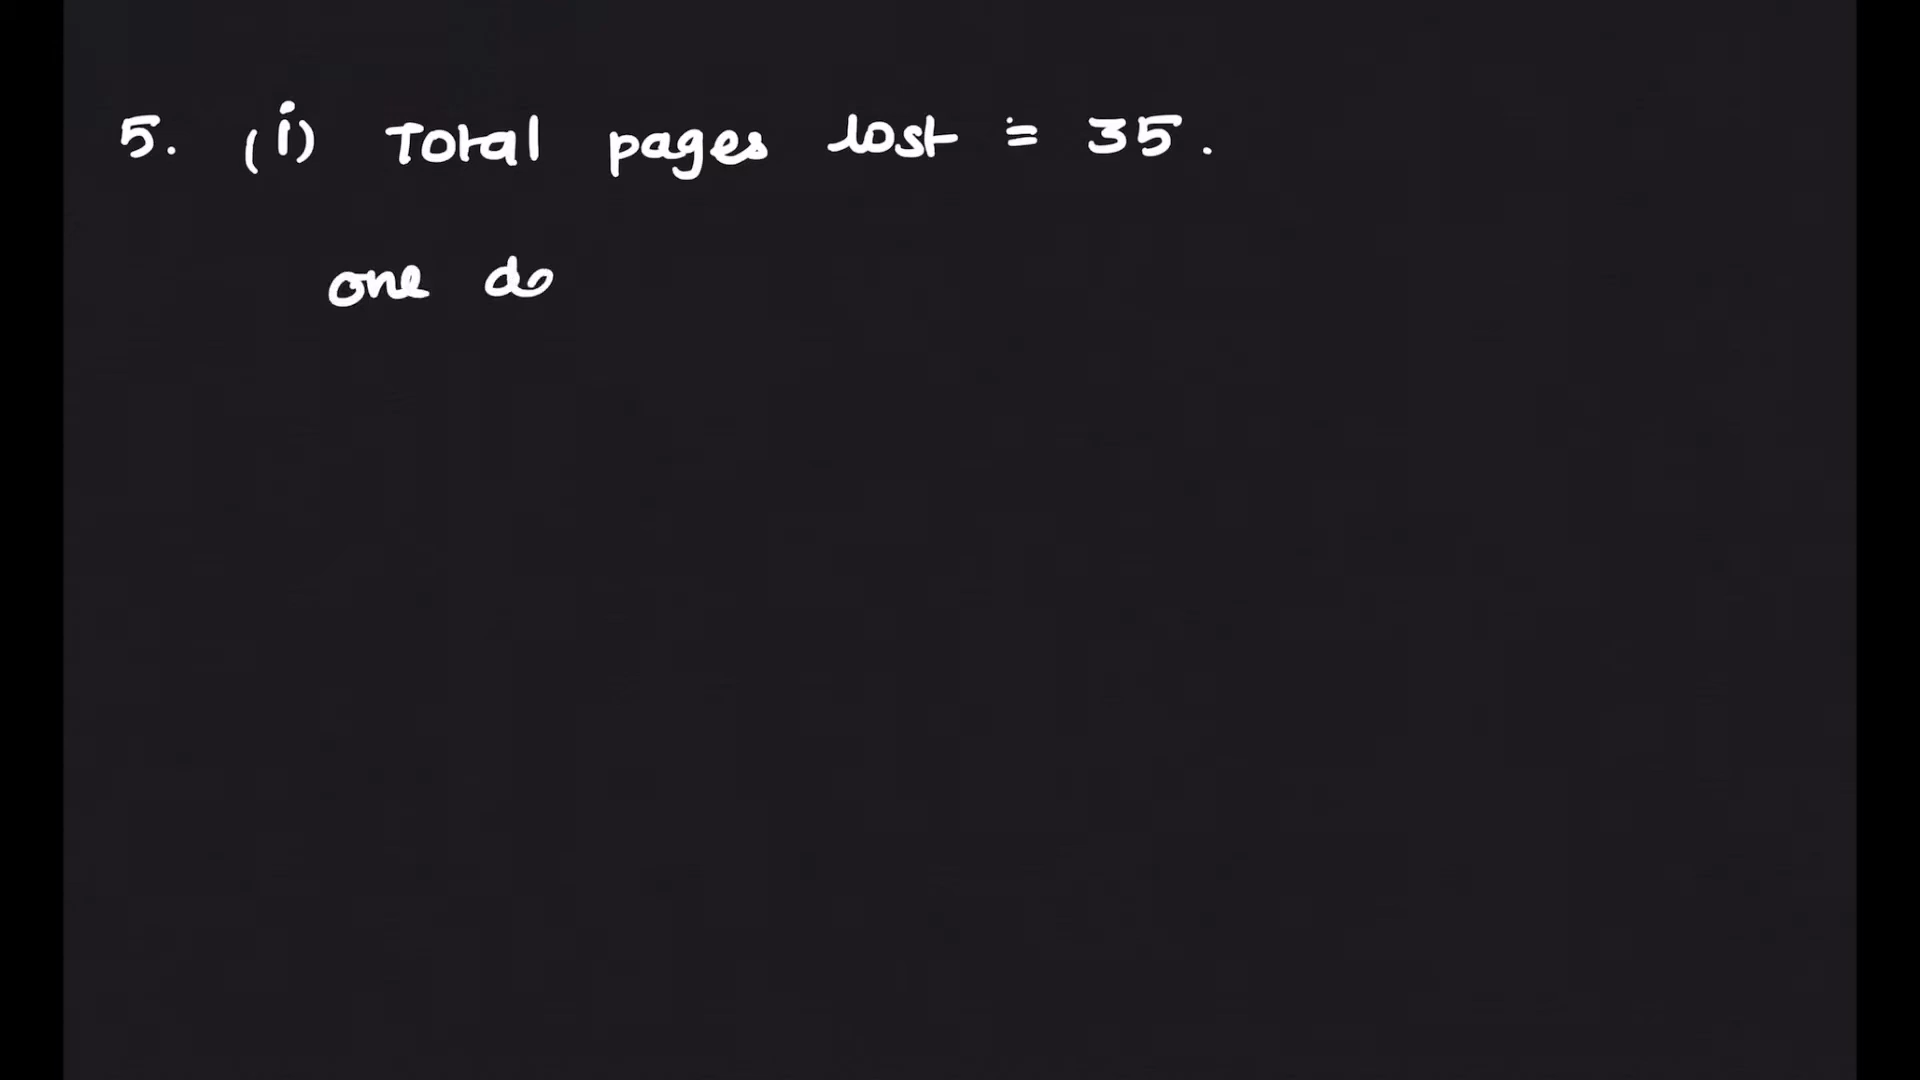 5. (i) Total pages lost = 35.
one do